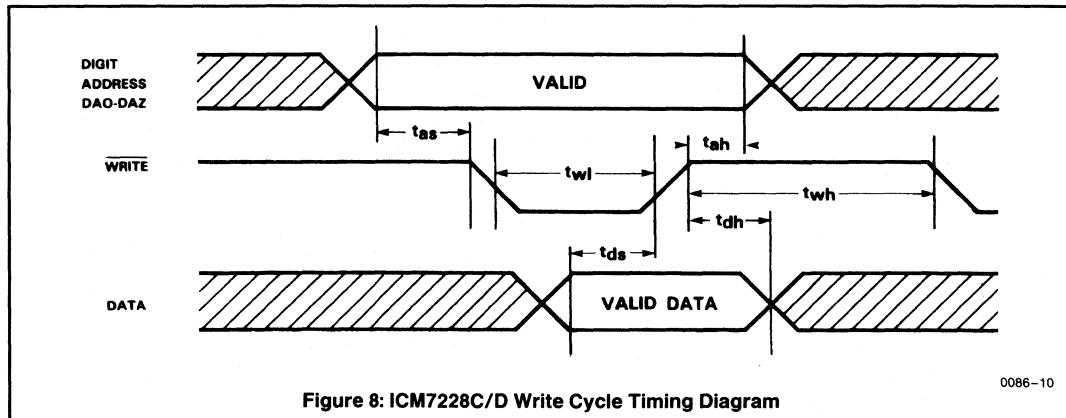 DIGIT
ADDRESS
DAO-DAZ
VALID
tas
tah
WRITE
twl
twh
tdh
tds
DATA
VALID DATA
0086-10
Figure 8: ICM7228C/D Write Cycle Timing Diagram